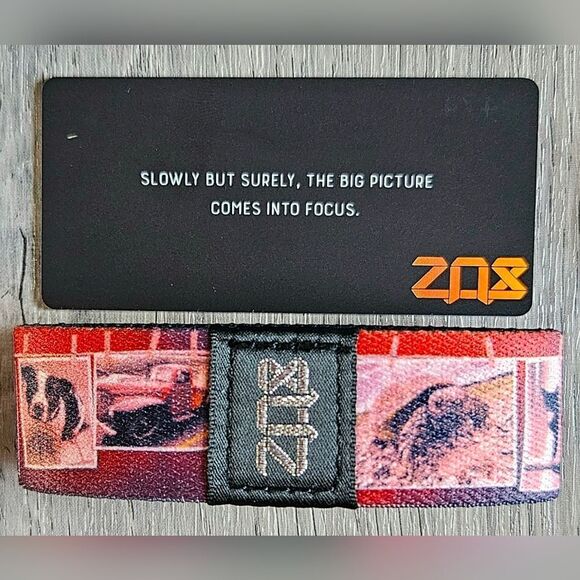 SLOWLY BUT SURELY, THE BIG PICTURE
COMES INTO FOCUS.
ZOX
ZOX